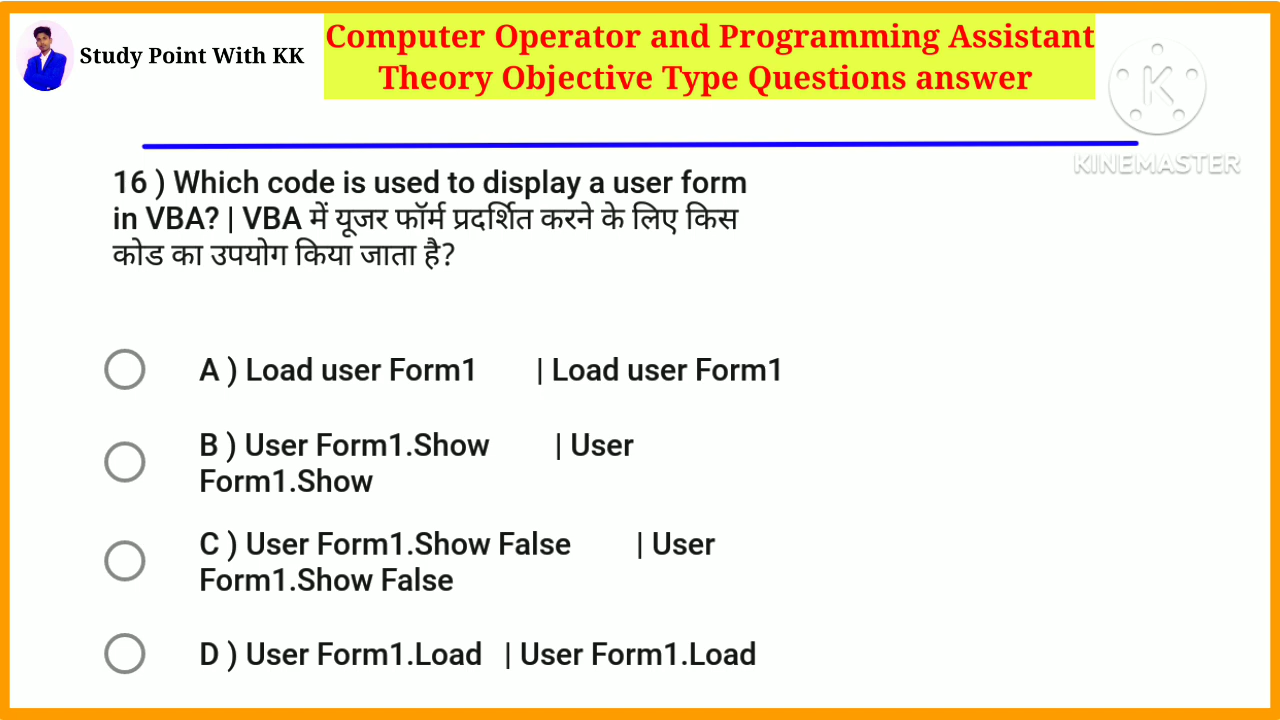 Study Point With KK
Computer Operator and Programming Assistant
Theory Objective Type Questions answer
K
KINEMASTER
16 ) Which code is used to display a user form
in VBA? | VBA में यूजर फॉर्म प्रदर्शित करने के लिए किस
कोड का उपयोग किया जाता है?
A ) Load user Form1 | Load user Form1
B ) User Form1.Show | User
Form1.Show
C ) User Form1.Show False | User
Form1.Show False
D ) User Form1.Load | User Form1.Load